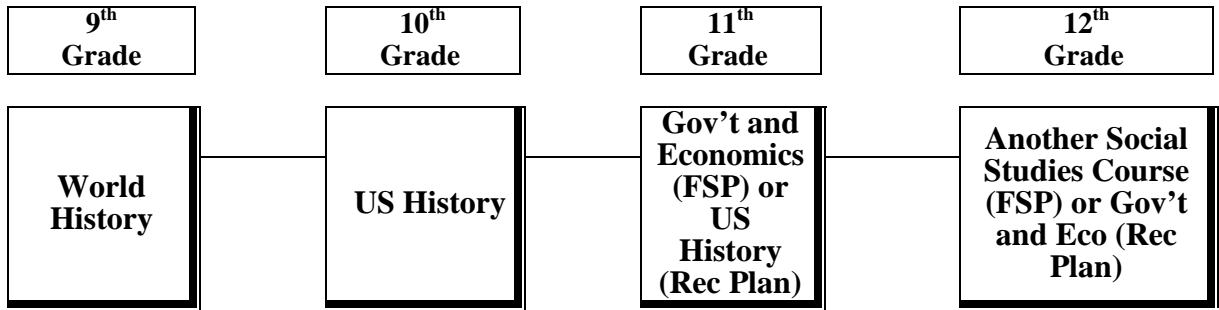 9th
Grade
10th
Grade
11th
Grade
12th
Grade
World
History
US History
Gov't and
Economics
(FSP) or
US
History
(Rec Plan)
Another Social
Studies Course
(FSP) or Gov't
and Eco (Rec
Plan)